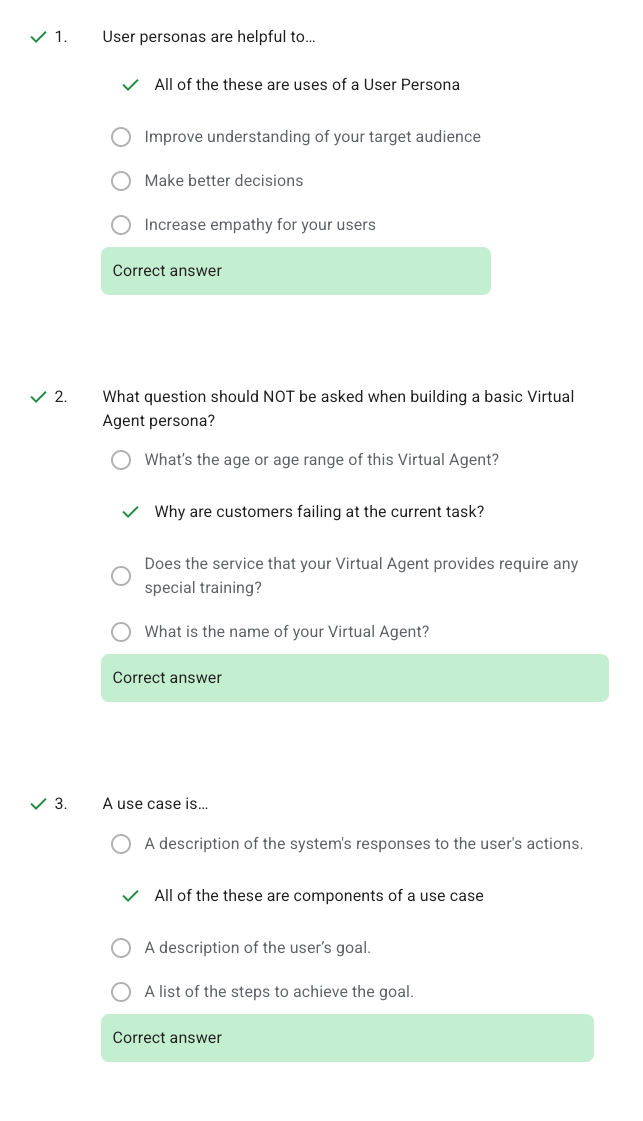 1. User personas are helpful to…
All of the these are uses of a User Persona
Improve understanding of your target audience
Make better decisions
Increase empathy for your users
Correct answer
2. What question should NOT be asked when building a basic Virtual
Agent persona?
What’s the age or age range of this Virtual Agent?
Why are customers failing at the current task?
Does the service that your Virtual Agent provides require any
special training?
What is the name of your Virtual Agent?
Correct answer
3. A use case is…
A description of the system's responses to the user's actions.
All of the these are components of a use case
A description of the user’s goal.
A list of the steps to achieve the goal.
Correct answer